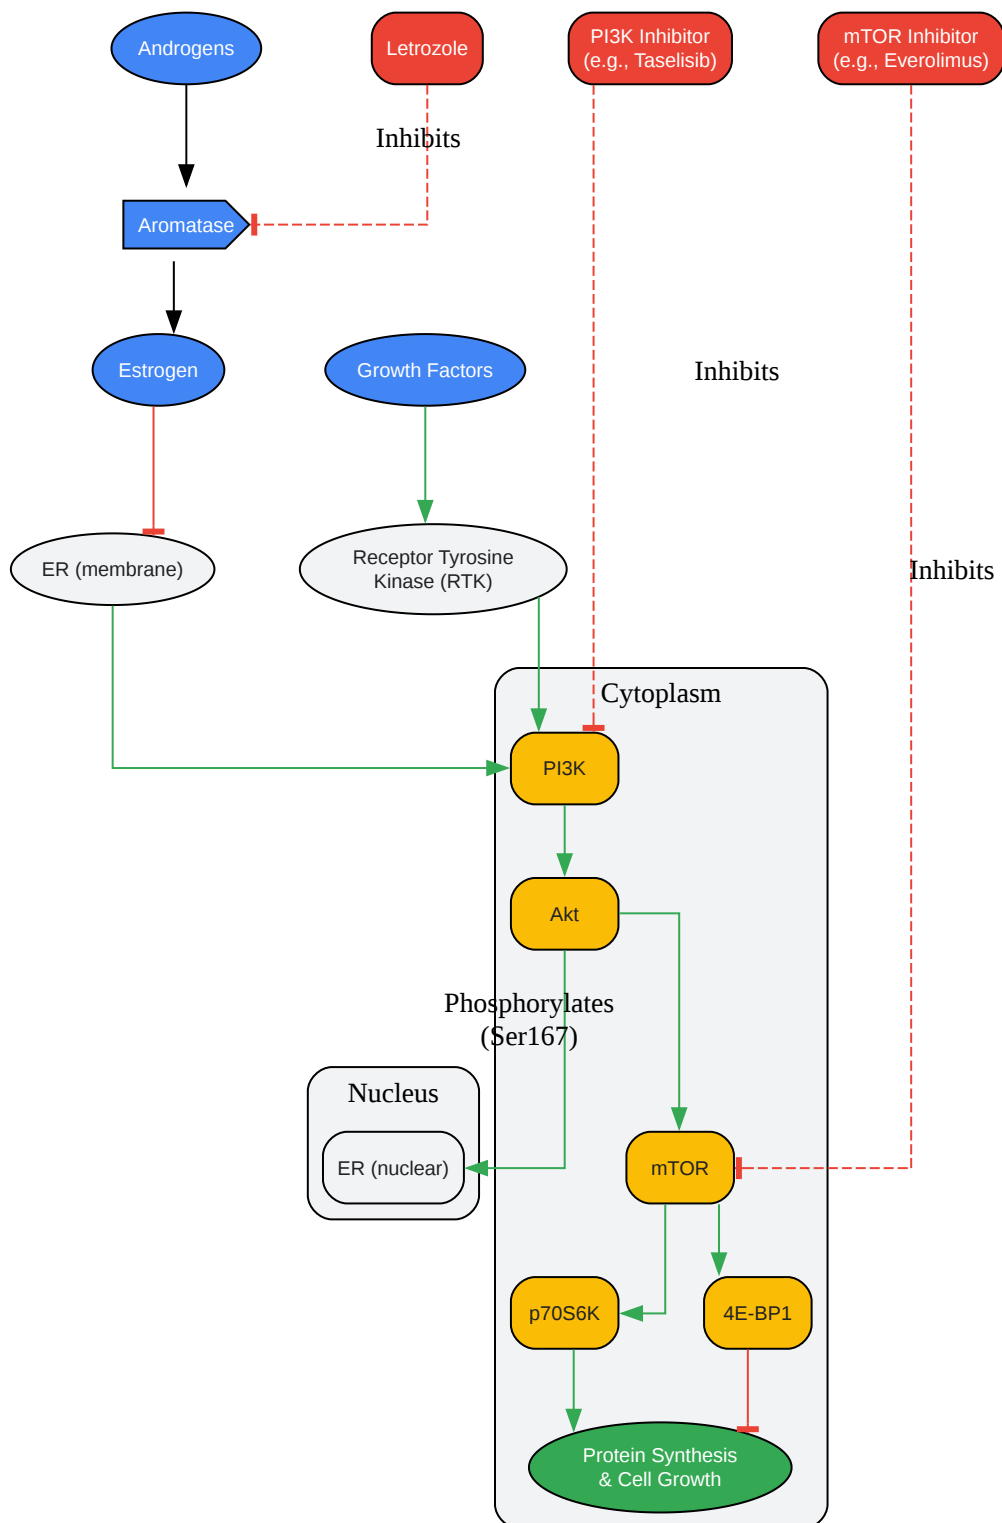 Androgens
Letrozole
PI3K Inhibitor
(e.g., Taselisib)
mTOR Inhibitor
(e.g., Everolimus)
Inhibits
Aromatase
Estrogen
Growth Factors
Inhibits
ER (membrane)
Receptor Tyrosine
Kinase (RTK)
Inhibits
Cytoplasm
PI3K
Akt
Phosphorylates
(Ser167)
Nucleus
ER (nuclear)
mTOR
p70S6K
4E-BP1
Protein Synthesis
& Cell Growth